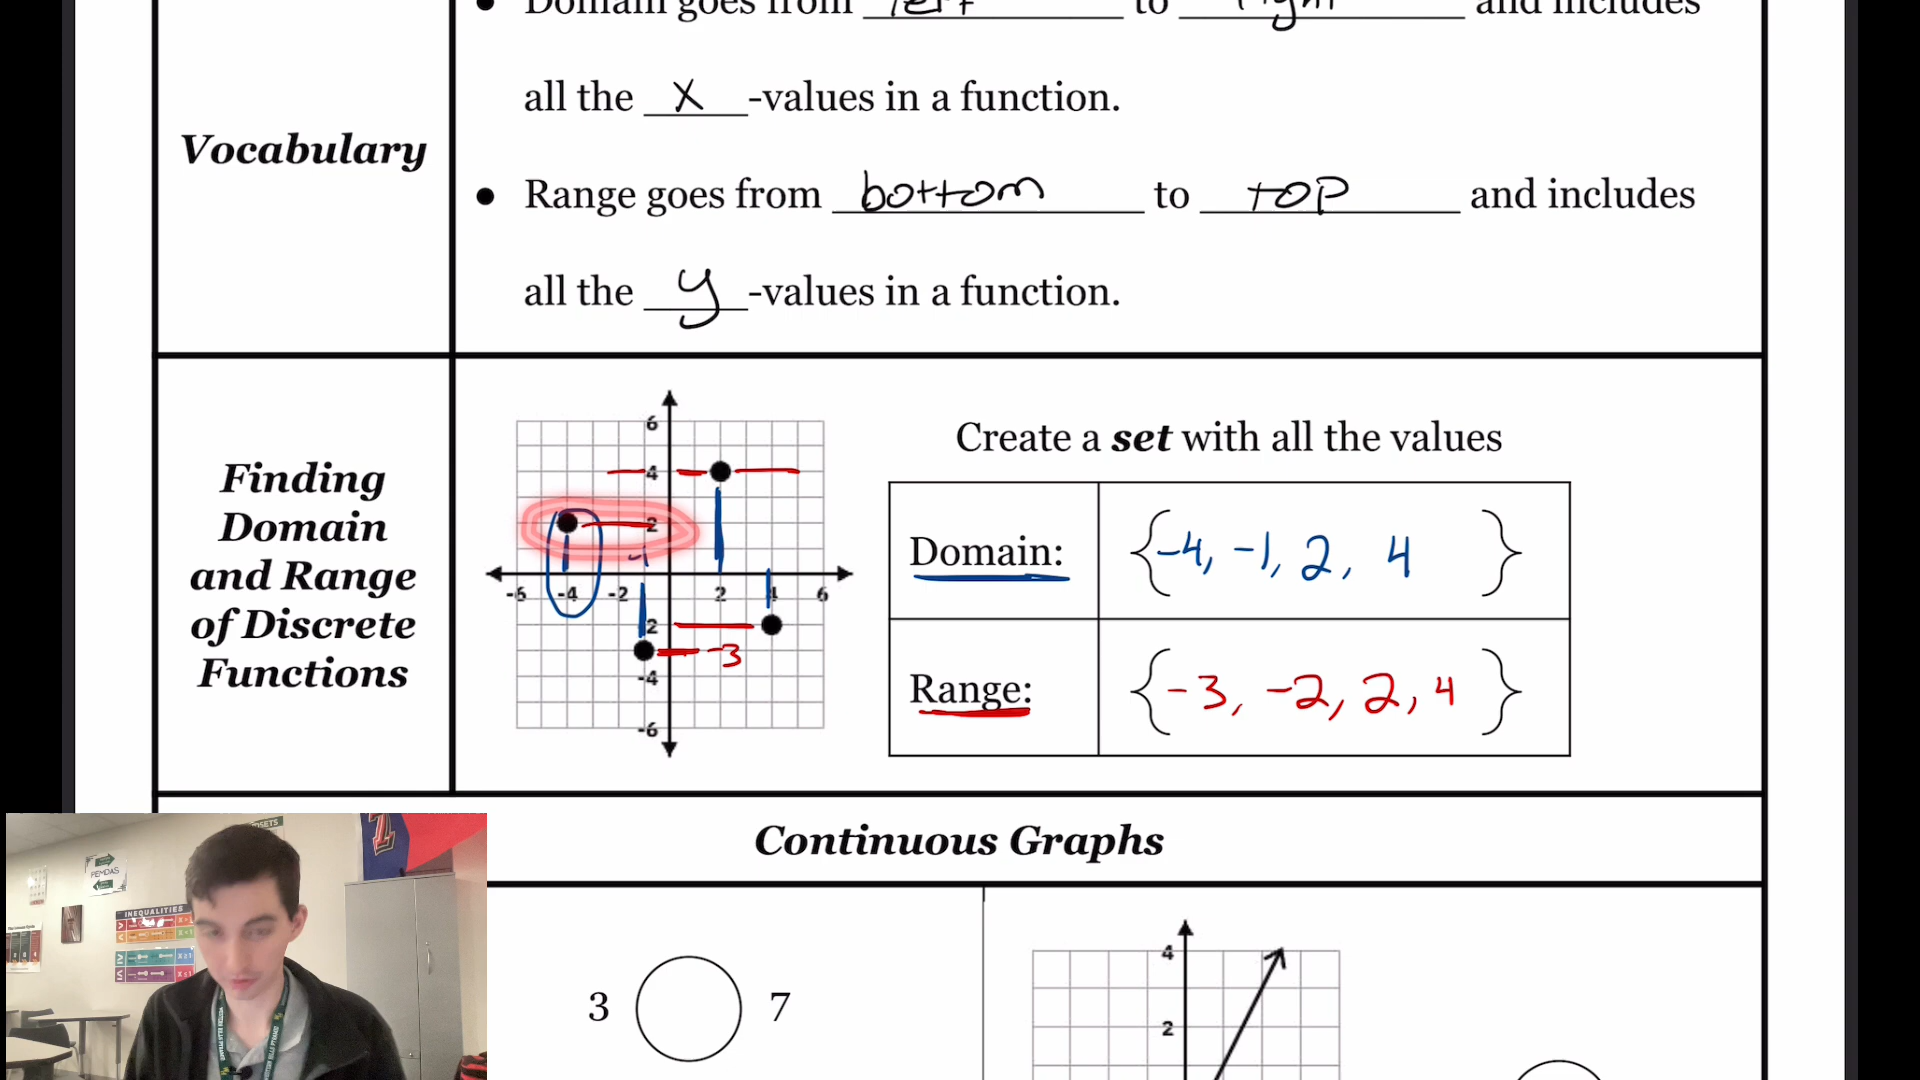 Domain goes from left to right and includes
all the x -values in a function.
Vocabulary
Range goes from bottom to top and includes
all the y -values in a function.
Finding
Domain
and Range
of Discrete
Functions
6
4
2
-1
-6 -4 -2 2 4 6
2
-3
-4
-6
Create a set with all the values
Domain: {-4, -1, 2, 4 }
Range: {-3, -2, 2, 4 }
Continuous Graphs
3 7
4
2
PEMDAS
INEQUALITIES